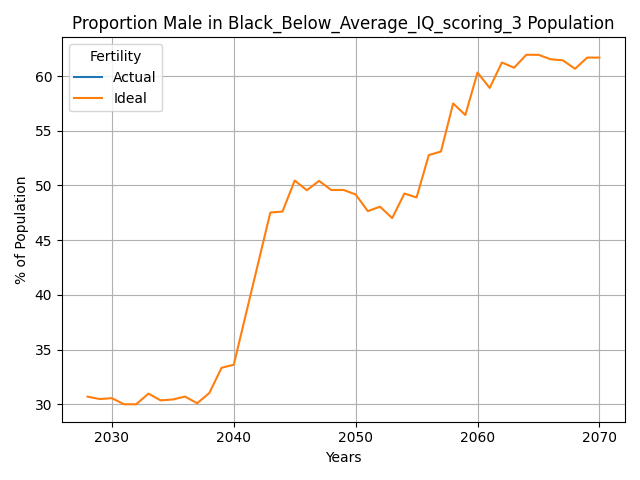 Proportion Male in Black_Below_Average_IQ_scoring_3 Population
Fertility
Actual
Ideal
60
55
50
45
40
35
30
% of Population
2030 2040 2050 2060 2070
Years